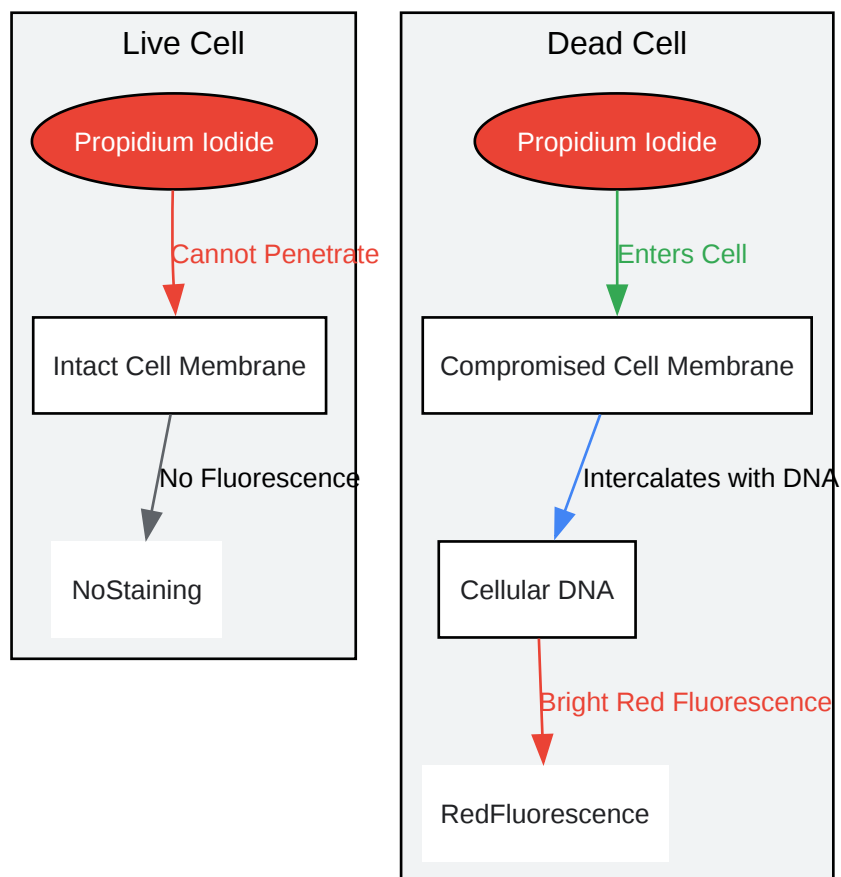 Live Cell
Propidium Iodide
Cannot Penetrate
Intact Cell Membrane
No Fluorescence
NoStaining
Dead Cell
Propidium Iodide
Enters Cell
Compromised Cell Membrane
Intercalates with DNA
Cellular DNA
Bright Red Fluorescence
RedFluorescence